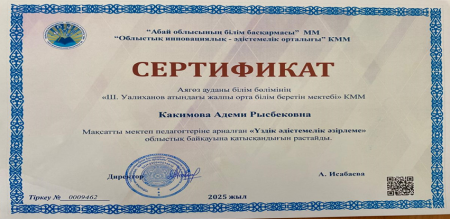 "Абай облысының білім басқармасы" ММ
"Облыстық инновациялық - әдістемелік орталығы" КММ
СЕРТИФИКАТ
Аягөз ауданы білім бөлімінің
«Ш. Уалиханов атындағы жалпы орта білім беретін мектебі» КММ
Какимова Адеми Рысбековна
Мақсатты мектеп педагогтеріне арналған «Үздік әдістемелік әзірлеме»
облыстық байқауына қатысқандығын растайды.
Директор
А. Исабаева
Тіркеу № 0009462
2025 жыл